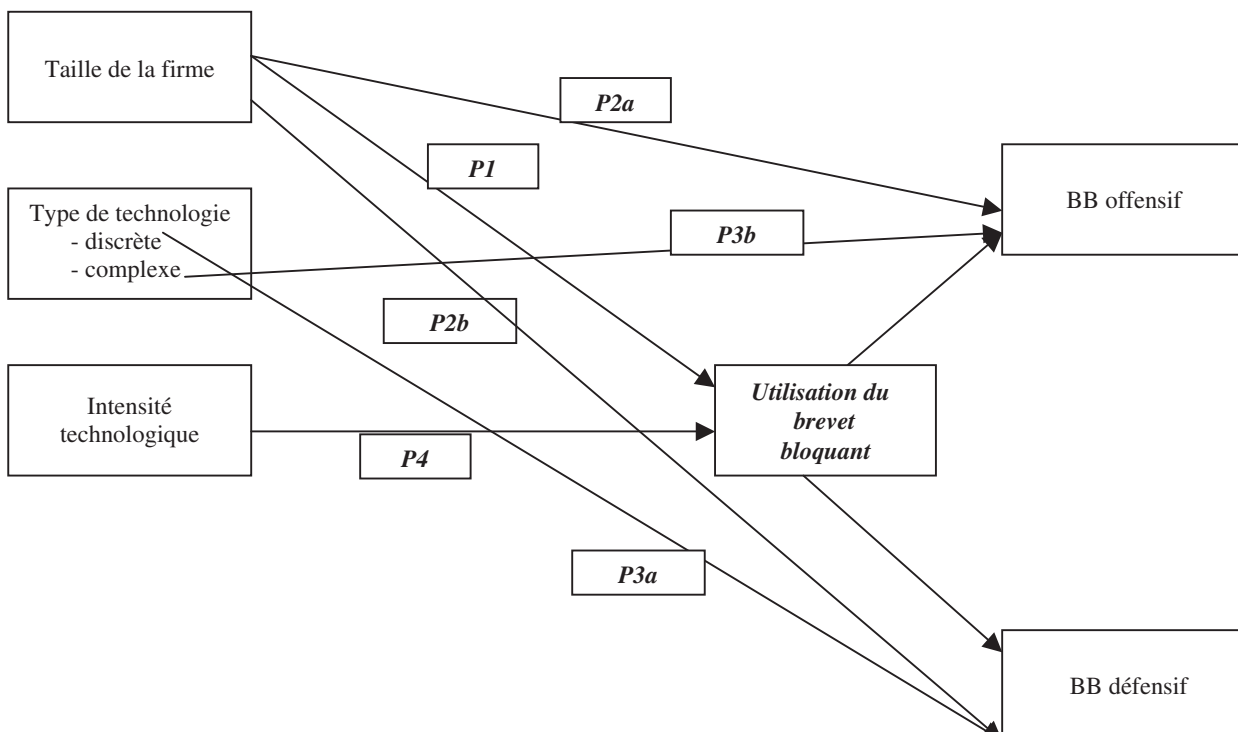 Taille de la firme
P2a
P1
BB offensif
Type de technologie
- discrète
- complexe
P3b
P2b
Intensité
technologique
Utilisation du
brevet
bloquant
P4
P3a
BB défensif